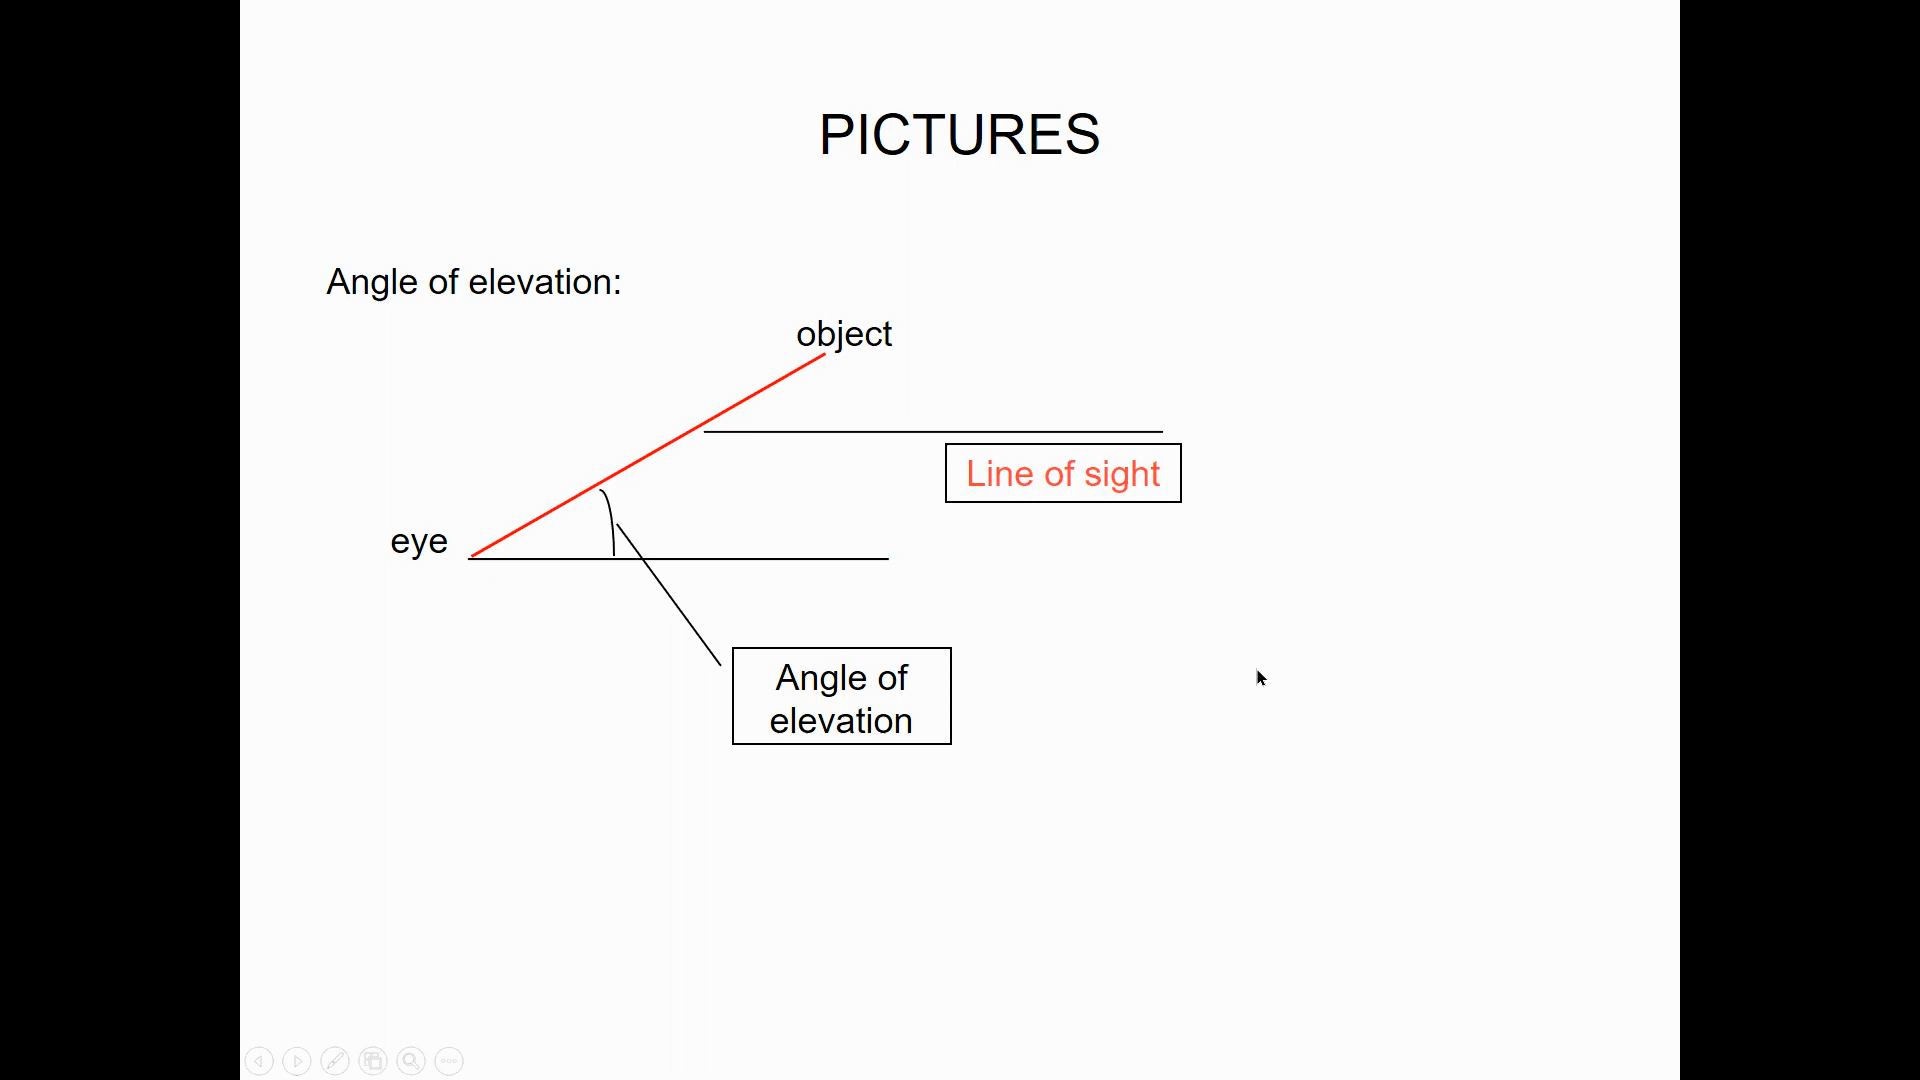 PICTURES
Angle of elevation:
object
Line of sight
eye
Angle of
elevation